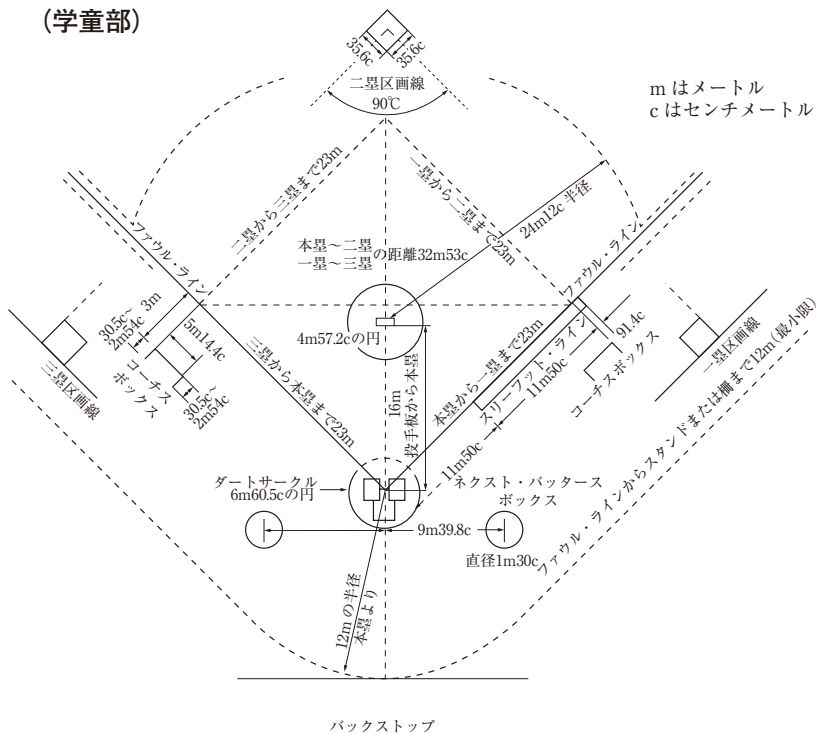 (学童部)
35.6c
35.6c
二塁区画線
90℃
m はメートル
c はセンチメートル
二塁から三塁まで23m
一塁から二塁まで23m
24m12c 半径
ファウル・ライン
ファウル・ライン
本塁～二塁
一塁～三塁
の距離32m53c
30.5c～
2m54c
3m
5m14.4c
4m57.2cの円
91.4c
三塁区画線
コーチス
ボックス
30.5c～
2m54c
三塁から本塁まで23m
16m
投手板から本塁
本塁から一塁まで23m
スリーフット・ライン
11m50c
11m50c
コーチスボックス
一塁区画線
ファウル・ラインからスタンドまたは柵まで12m(最小限)
ダートサークル
6m60.5cの円
ネクスト・バッタース
ボックス
9m39.8c
直径1m30c
12mの半径
本塁より
バックストップ